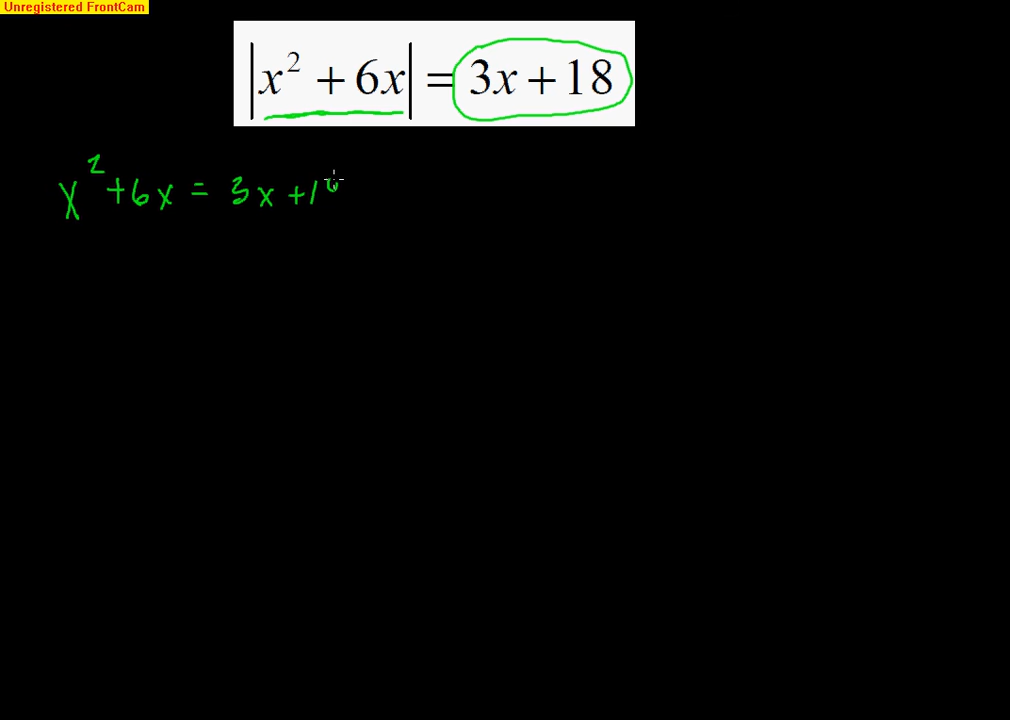 Unregistered FrontCam
|x² + 6x| = 3x + 18
x² + 6x = 3x + 1